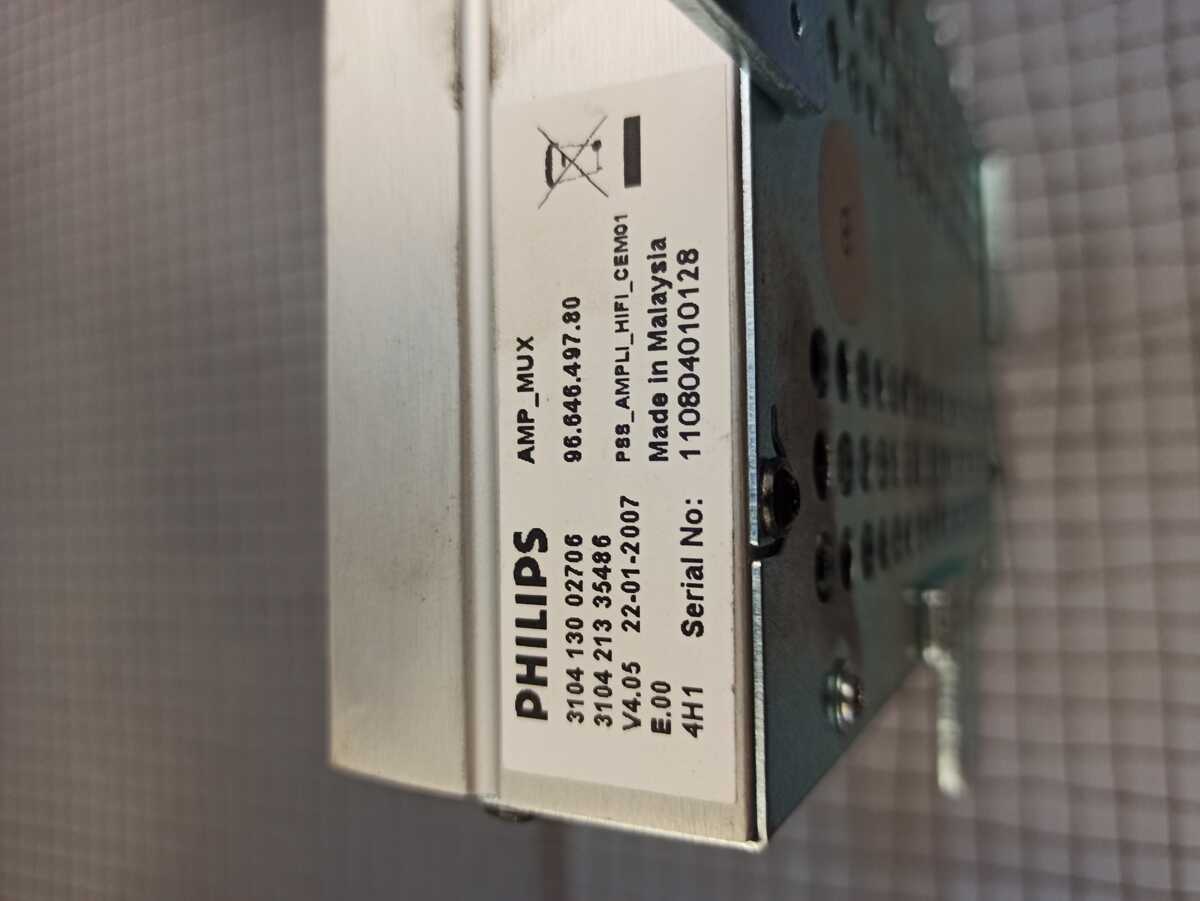 PHILIPS AMP_MUX
3104 130 02706 96.646.497.80
3104 213 35486
V4.05 22-01-2007 PSS_AMPLI_HIFI_CEM01
E.00 Made in Malaysia
4H1 Serial No: 11080401O128